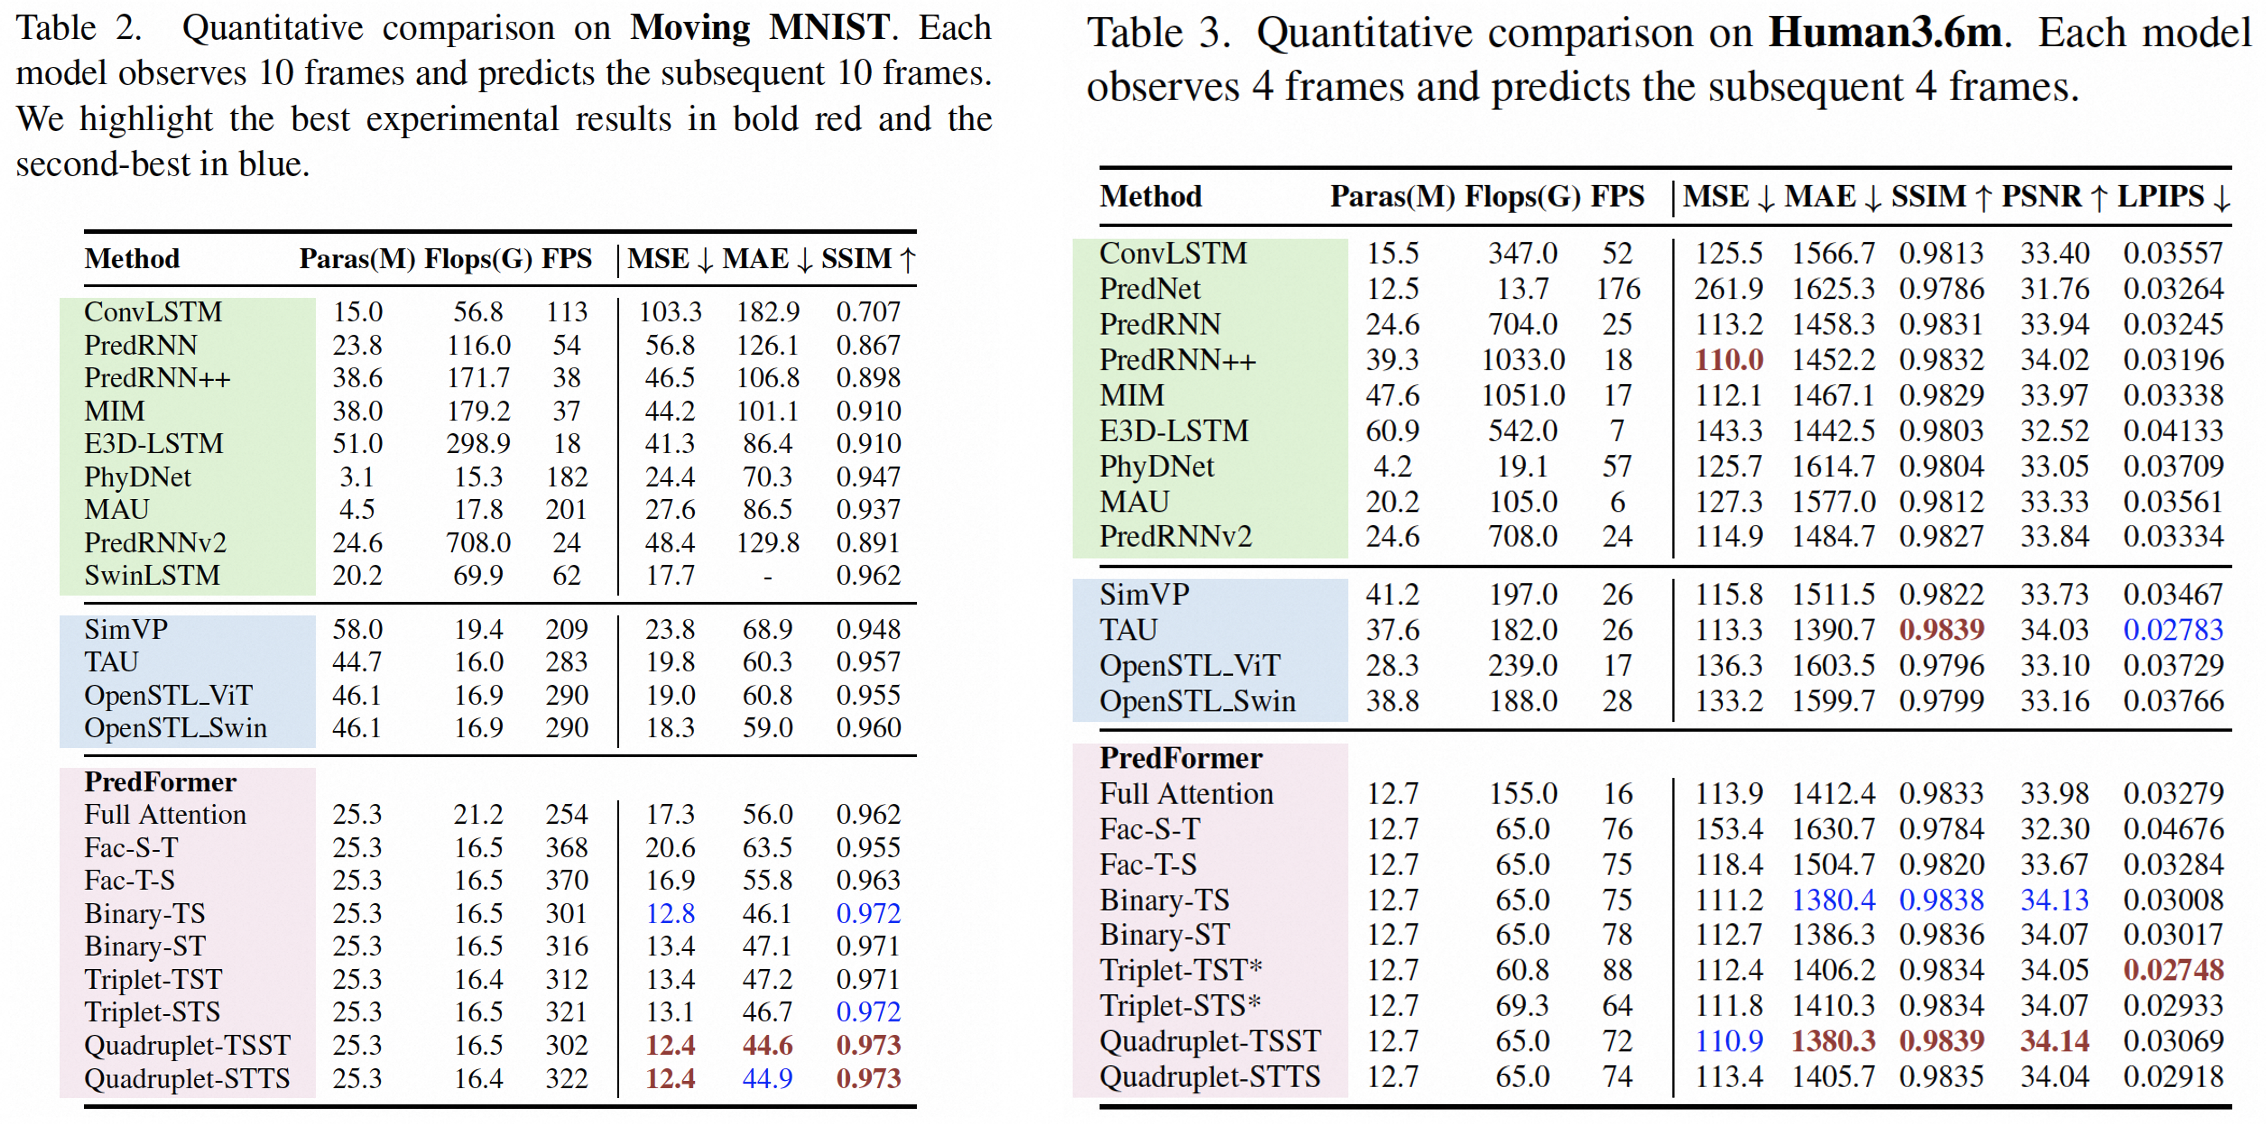 Table 2. Quantitative comparison on Moving MNIST. Each
model observes 10 frames and predicts the subsequent 10 frames.
We highlight the best experimental results in bold red and the
second-best in blue.
Method Paras(M) Flops(G) FPS MSE ↓ MAE ↓ SSIM ↑
ConvLSTM 15.0 56.8 113 103.3 182.9 0.707
PredRNN 23.8 116.0 54 56.8 126.1 0.867
PredRNN++ 38.6 171.7 38 46.5 106.8 0.898
MIM 38.0 179.2 37 44.2 101.1 0.910
E3D-LSTM 51.0 298.9 18 41.3 86.4 0.910
PhyDNet 3.1 15.3 182 24.4 70.3 0.947
MAU 4.5 17.8 201 27.6 86.5 0.937
PredRNNv2 24.6 708.0 24 48.4 129.8 0.891
SwinLSTM 20.2 69.9 62 17.7 - 0.962
SimVP 58.0 19.4 209 23.8 68.9 0.948
TAU 44.7 16.0 283 19.8 60.3 0.957
OpenSTL_ViT 46.1 16.9 290 19.0 60.8 0.955
OpenSTL_Swin 46.1 16.9 290 18.3 59.0 0.960
PredFormer
Full Attention 25.3 21.2 254 17.3 56.0 0.962
Fac-S-T 25.3 16.5 368 20.6 63.5 0.955
Fac-T-S 25.3 16.5 370 16.9 55.8 0.963
Binary-TS 25.3 16.5 301 12.8 46.1 0.972
Binary-ST 25.3 16.5 316 13.4 47.1 0.971
Triplet-TST 25.3 16.4 312 13.4 47.2 0.971
Triplet-STS 25.3 16.5 321 13.1 46.7 0.972
Quadruplet-TSST 25.3 16.5 302 12.4 44.6 0.973
Quadruplet-STTS 25.3 16.4 322 12.4 44.9 0.973
Table 3. Quantitative comparison on Human3.6m. Each model
observes 4 frames and predicts the subsequent 4 frames.
Method Paras(M) Flops(G) FPS MSE ↓ MAE ↓ SSIM ↑ PSNR ↑ LPIPS ↓
ConvLSTM 15.5 347.0 52 125.5 1566.7 0.9813 33.40 0.03557
PredNet 12.5 13.7 176 261.9 1625.3 0.9786 31.76 0.03264
PredRNN 24.6 704.0 25 113.2 1458.3 0.9831 33.94 0.03245
PredRNN++ 39.3 1033.0 18 110.0 1452.2 0.9832 34.02 0.03196
MIM 47.6 1051.0 17 112.1 1467.1 0.9829 33.97 0.03338
E3D-LSTM 60.9 542.0 7 143.3 1442.5 0.9803 32.52 0.04133
PhyDNet 4.2 19.1 57 125.7 1614.7 0.9804 33.05 0.03709
MAU 20.2 105.0 6 127.3 1577.0 0.9812 33.33 0.03561
PredRNNv2 24.6 708.0 24 114.9 1484.7 0.9827 33.84 0.03334
SimVP 41.2 197.0 26 115.8 1511.5 0.9822 33.73 0.03467
TAU 37.6 182.0 26 113.3 1390.7 0.9839 34.03 0.02783
OpenSTL_ViT 28.3 239.0 17 136.3 1603.5 0.9796 33.10 0.03729
OpenSTL_Swin 38.8 188.0 28 133.2 1599.7 0.9799 33.16 0.03766
PredFormer
Full Attention 12.7 155.0 16 113.9 1412.4 0.9833 33.98 0.03279
Fac-S-T 12.7 65.0 76 153.4 1630.7 0.9784 32.30 0.04676
Fac-T-S 12.7 65.0 75 118.4 1504.7 0.9820 33.67 0.03284
Binary-TS 12.7 65.0 75 111.2 1380.4 0.9838 34.13 0.03008
Binary-ST 12.7 65.0 78 112.7 1386.3 0.9836 34.07 0.03017
Triplet-TST* 12.7 60.8 88 112.4 1406.2 0.9834 34.05 0.02748
Triplet-STS* 12.7 69.3 64 111.8 1410.3 0.9834 34.07 0.02933
Quadruplet-TSST 12.7 65.0 72 110.9 1380.3 0.9839 34.14 0.03069
Quadruplet-STTS 12.7 65.0 74 113.4 1405.7 0.9835 34.04 0.02918